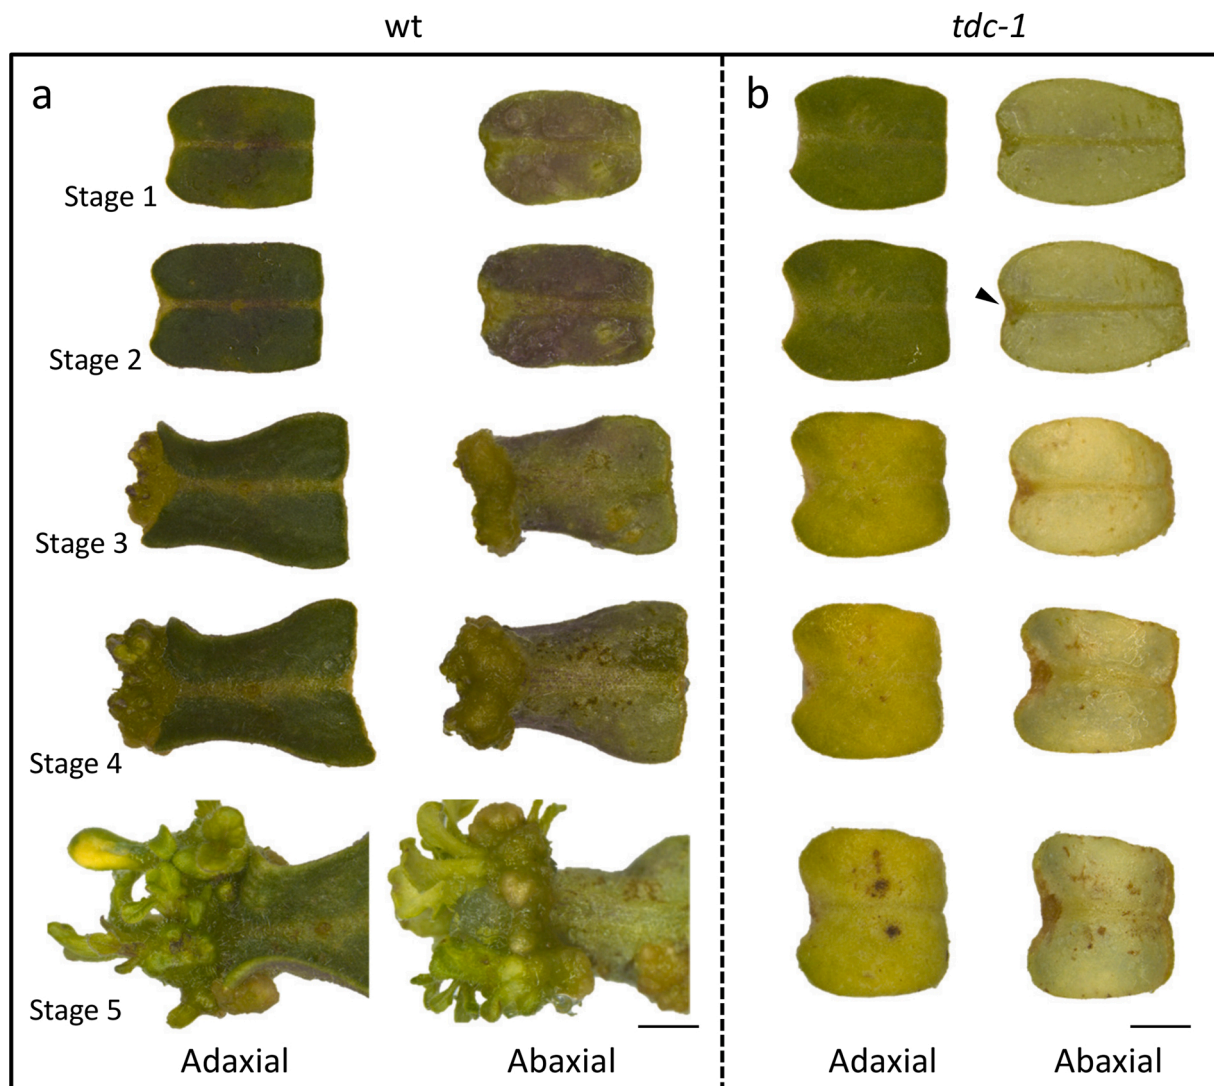 wt
tdc-1
a
b
Stage 1
Stage 2
Stage 3
Stage 4
Stage 5
Adaxial
Abaxial
Adaxial
Abaxial